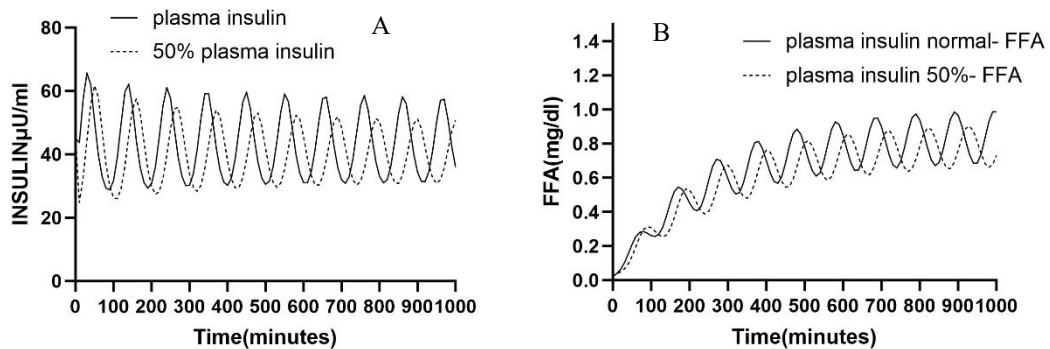 A
plasma insulin
50% plasma insulin
INSULINμU/ml
60
40
20
0
0 100 200 300 400 500 600 700 800 9001000
Time(minutes)
B
plasma insulin normal- FFA
plasma insulin 50%- FFA
FFA(mg/dl)
1.4
1.2
1.0
0.8
0.6
0.4
0.2
0.0
0 100 200 300 400 500 600 700 800 9001000
Time(minutes)